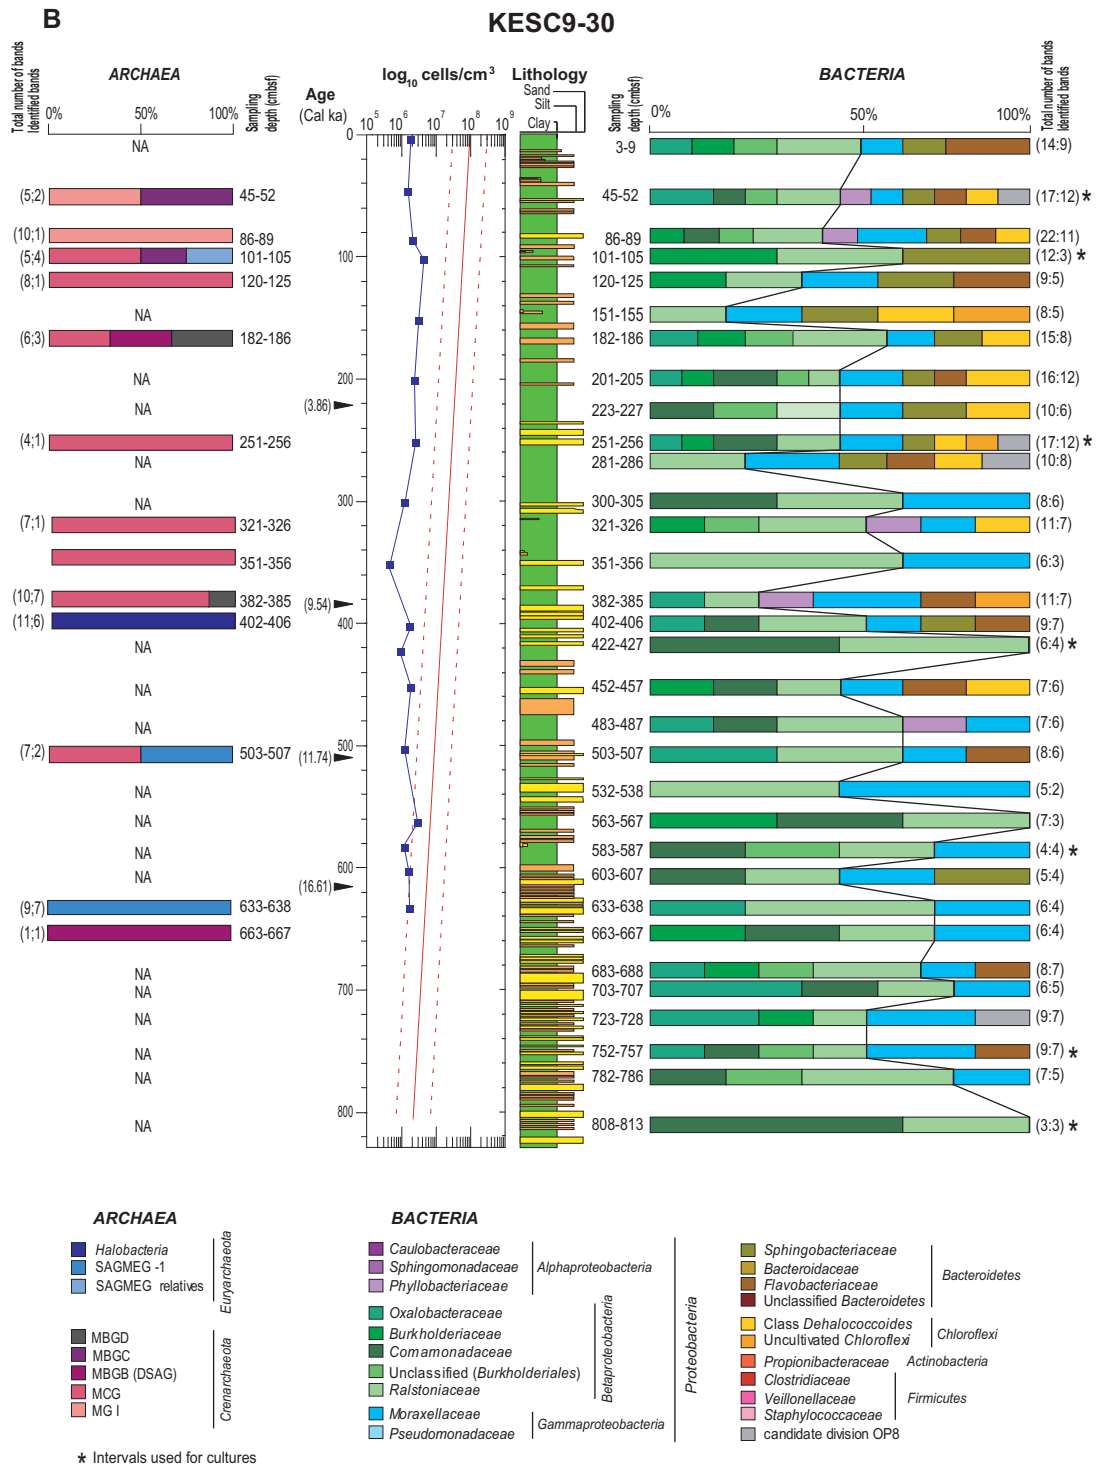 B
KESC9-30
Total number of bands
Identified bands
ARCHAEA
Sampling
depth (cmbsf)
Age
(Cal ka)
log10 cells/cm3
Lithology
Sand
Silt
Clay
Sampling
depth (cmbsf)
BACTERIA
Total number of bands
Identified bands
0% 50% 100%
10^5 10^6 10^7 10^8 10^9
0% 50% 100%
0
NA 3-9 (14:9)
(5;2) 45-52 45-52 (17:12) *
(10;1) 86-89 86-89 (22:11)
100
(5;4) 101-105 101-105 (12:3) *
(8;1) 120-125 120-125 (9:5)
NA 151-155 (8:5)
(6;3) 182-186 182-186 (15:8)
NA 200 201-205 (16:12)
NA (3.86) 223-227 (10:6)
(4;1) 251-256 251-256 (17:12) *
NA 281-286 (10:8)
NA 300 300-305 (8:6)
(7;1) 321-326 321-326 (11:7)
351-356 351-356 (6:3)
(10;7) 382-385 (9.54) 382-385 (11:7)
(11;6) 402-406 400 402-406 (9:7)
NA 422-427 (6:4) *
NA 452-457 (7:6)
NA 483-487 (7:6)
(7;2) 503-507 500 (11.74) 503-507 (8:6)
NA 532-538 (5:2)
NA 563-567 (7:3)
NA 583-587 (4:4) *
NA 600 (16.61) 603-607 (5:4)
(9;7) 633-638 633-638 (6:4)
(1;1) 663-667 663-667 (6:4)
NA 683-688 (8:7)
NA 700 703-707 (6:5)
NA 723-728 (9:7)
NA 752-757 (9:7) *
NA 782-786 (7:5)
NA 800 808-813 (3:3) *
ARCHAEA
Halobacteria
SAGMEG -1
SAGMEG relatives
Euryarchaeota
MBGD
MBGC
MBGB (DSAG)
MCG
MG I
Crenarchaeota
* Intervals used for cultures
BACTERIA
Caulobacteraceae
Sphingomonadaceae
Phyllobacteriaceae
Alphaproteobacteria
Oxalobacteraceae
Burkholderiaceae
Comamonadaceae
Unclassified (Burkholderiales)
Ralstoniaceae
Betaproteobacteria
Moraxellaceae
Pseudomonadaceae
Gammaproteobacteria
Proteobacteria
Sphingobacteriaceae
Bacteroidaceae
Flavobacteriaceae
Unclassified Bacteroidetes
Bacteroidetes
Class Dehalococcoides
Uncultivated Chloroflexi
Chloroflexi
Propionibacteraceae Actinobacteria
Clostridiaceae
Veillonellaceae
Staphylococcaceae
Firmicutes
candidate division OP8